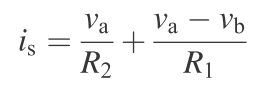 i_s = v_a/R_2 + (v_a − v_b)/R_1